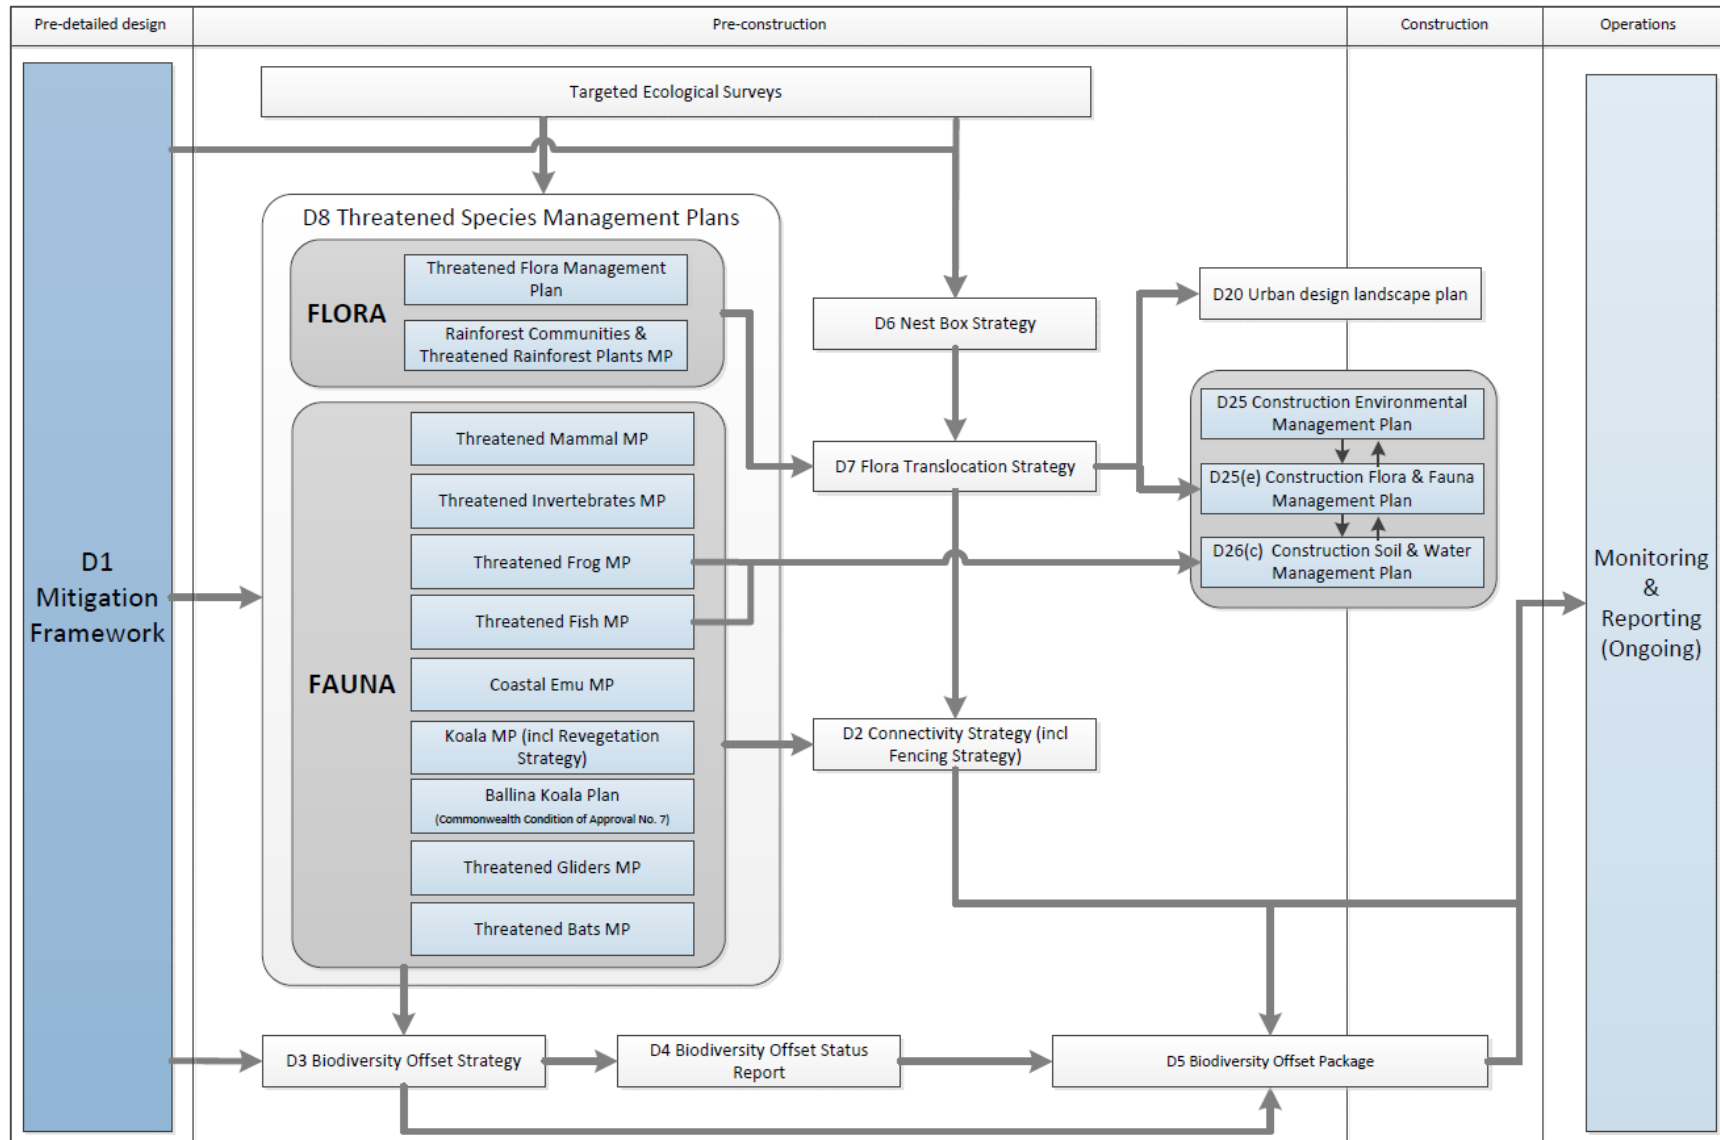 Pre-detailed design
Pre-construction
Construction
Operations
Targeted Ecological Surveys
D8 Threatened Species Management Plans
FLORA
Threatened Flora Management
Plan
Rainforest Communities &
Threatened Rainforest Plants MP
FAUNA
Threatened Mammal MP
Threatened Invertebrates MP
Threatened Frog MP
Threatened Fish MP
Coastal Emu MP
Koala MP (incl Revegetation
Strategy)
Ballina Koala Plan
(Commonwealth Condition of Approval No. 7)
Threatened Gliders MP
Threatened Bats MP
D1
Mitigation
Framework
D6 Nest Box Strategy
D7 Flora Translocation Strategy
D2 Connectivity Strategy (incl
Fencing Strategy)
D20 Urban design landscape plan
D25 Construction Environmental
Management Plan
D25(e) Construction Flora & Fauna
Management Plan
D26(c) Construction Soil & Water
Management Plan
Monitoring
&
Reporting
(Ongoing)
D3 Biodiversity Offset Strategy
D4 Biodiversity Offset Status
Report
D5 Biodiversity Offset Package